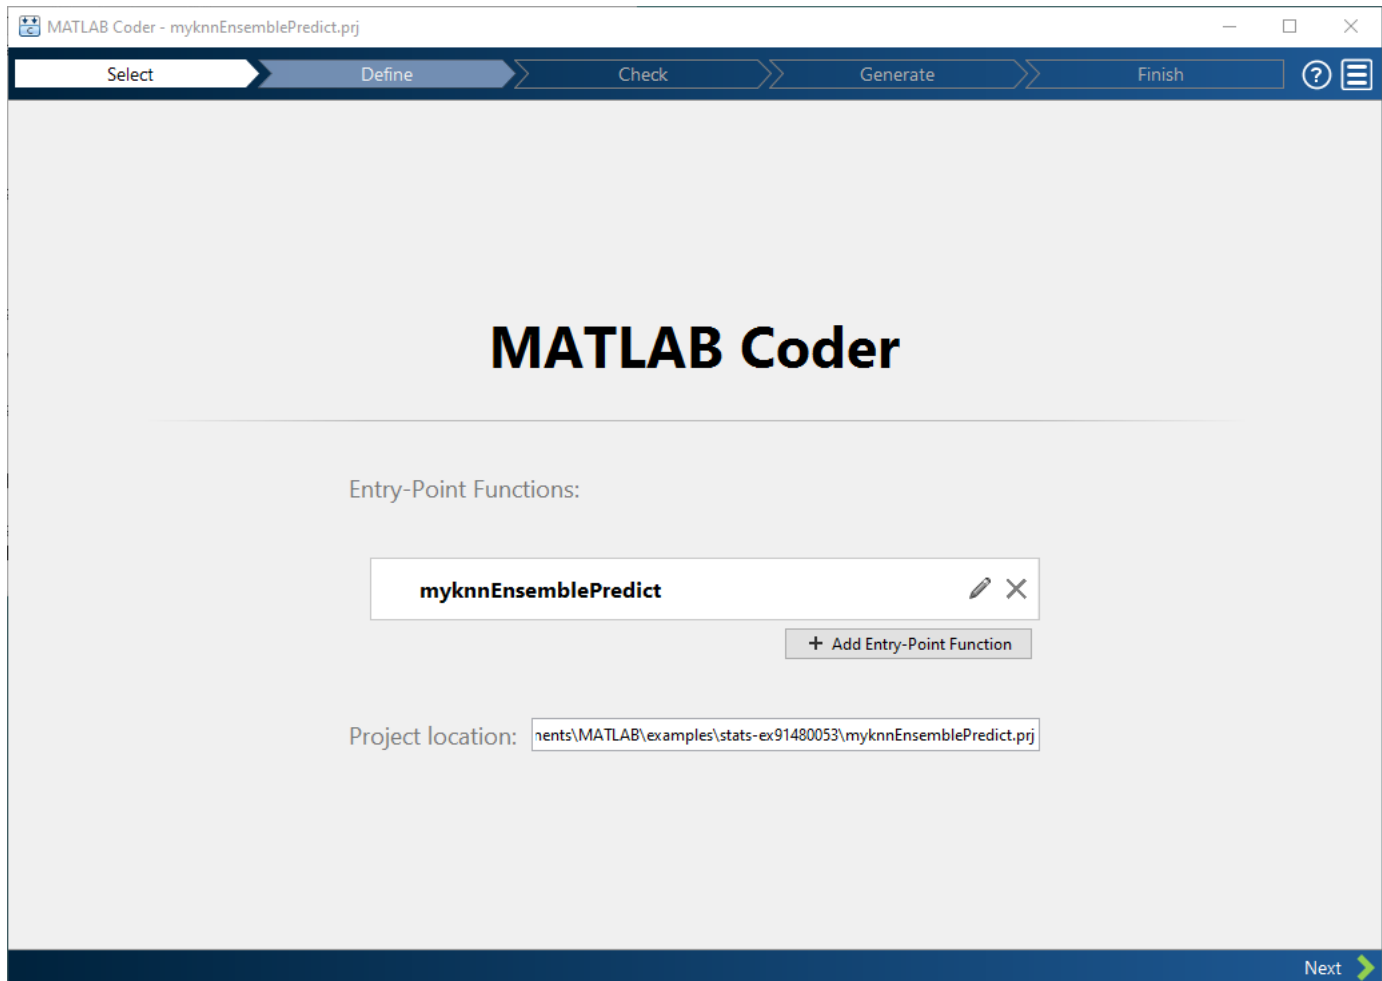 MATLAB Coder - myknnEnsemblePredict.prj
Select Define Check Generate Finish ?
MATLAB Coder
Entry-Point Functions:
myknnEnsemblePredict
+ Add Entry-Point Function
Project location: nents\MATLAB\examples\stats-ex91480053\myknnEnsemblePredict.prj
Next